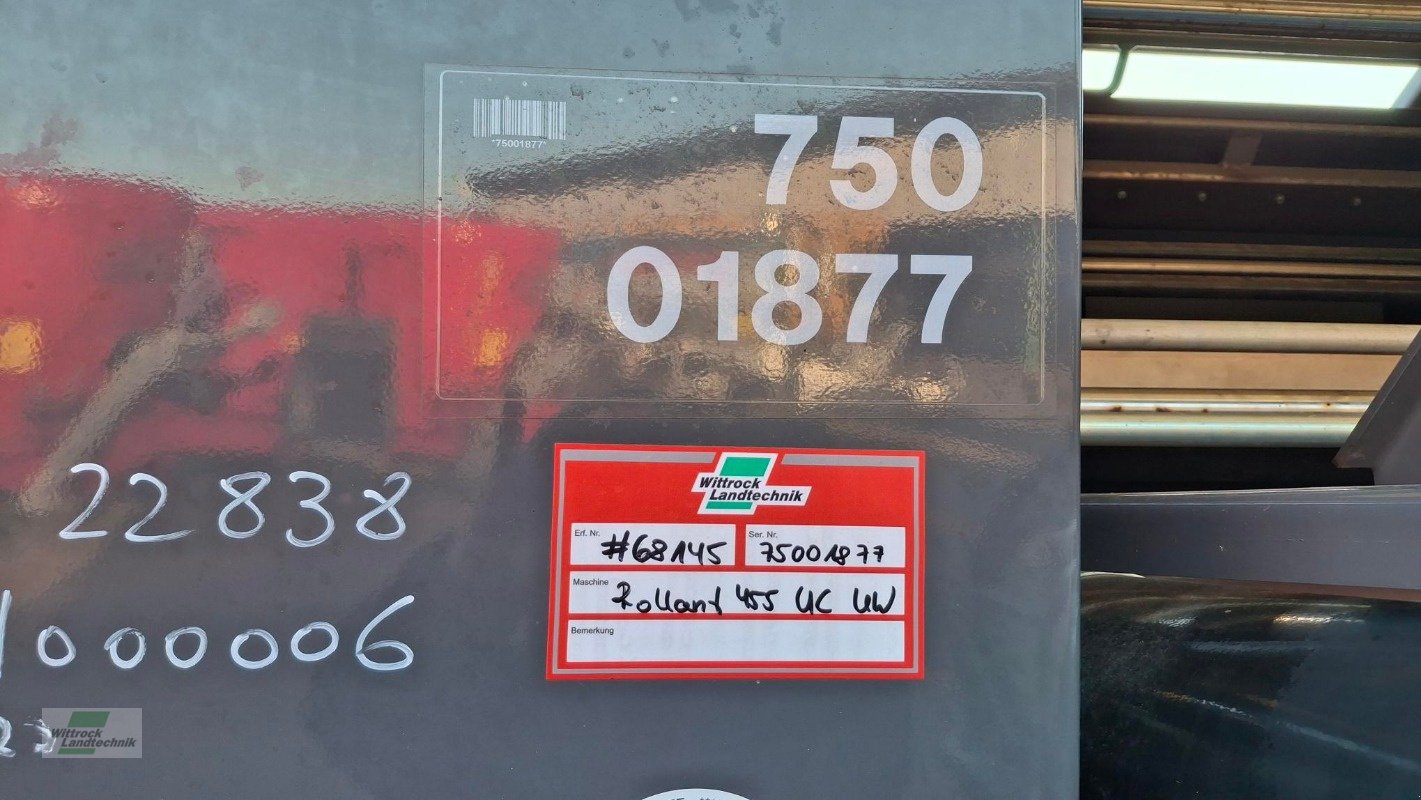 *75001877*
750
01877
22838
1000006
Wittrock
Landtechnik
Erf. Nr. #68145
Ser. Nr. 75001877
Maschine Rollant 455 UC UW
Bemerkung
Wittrock
Landtechnik